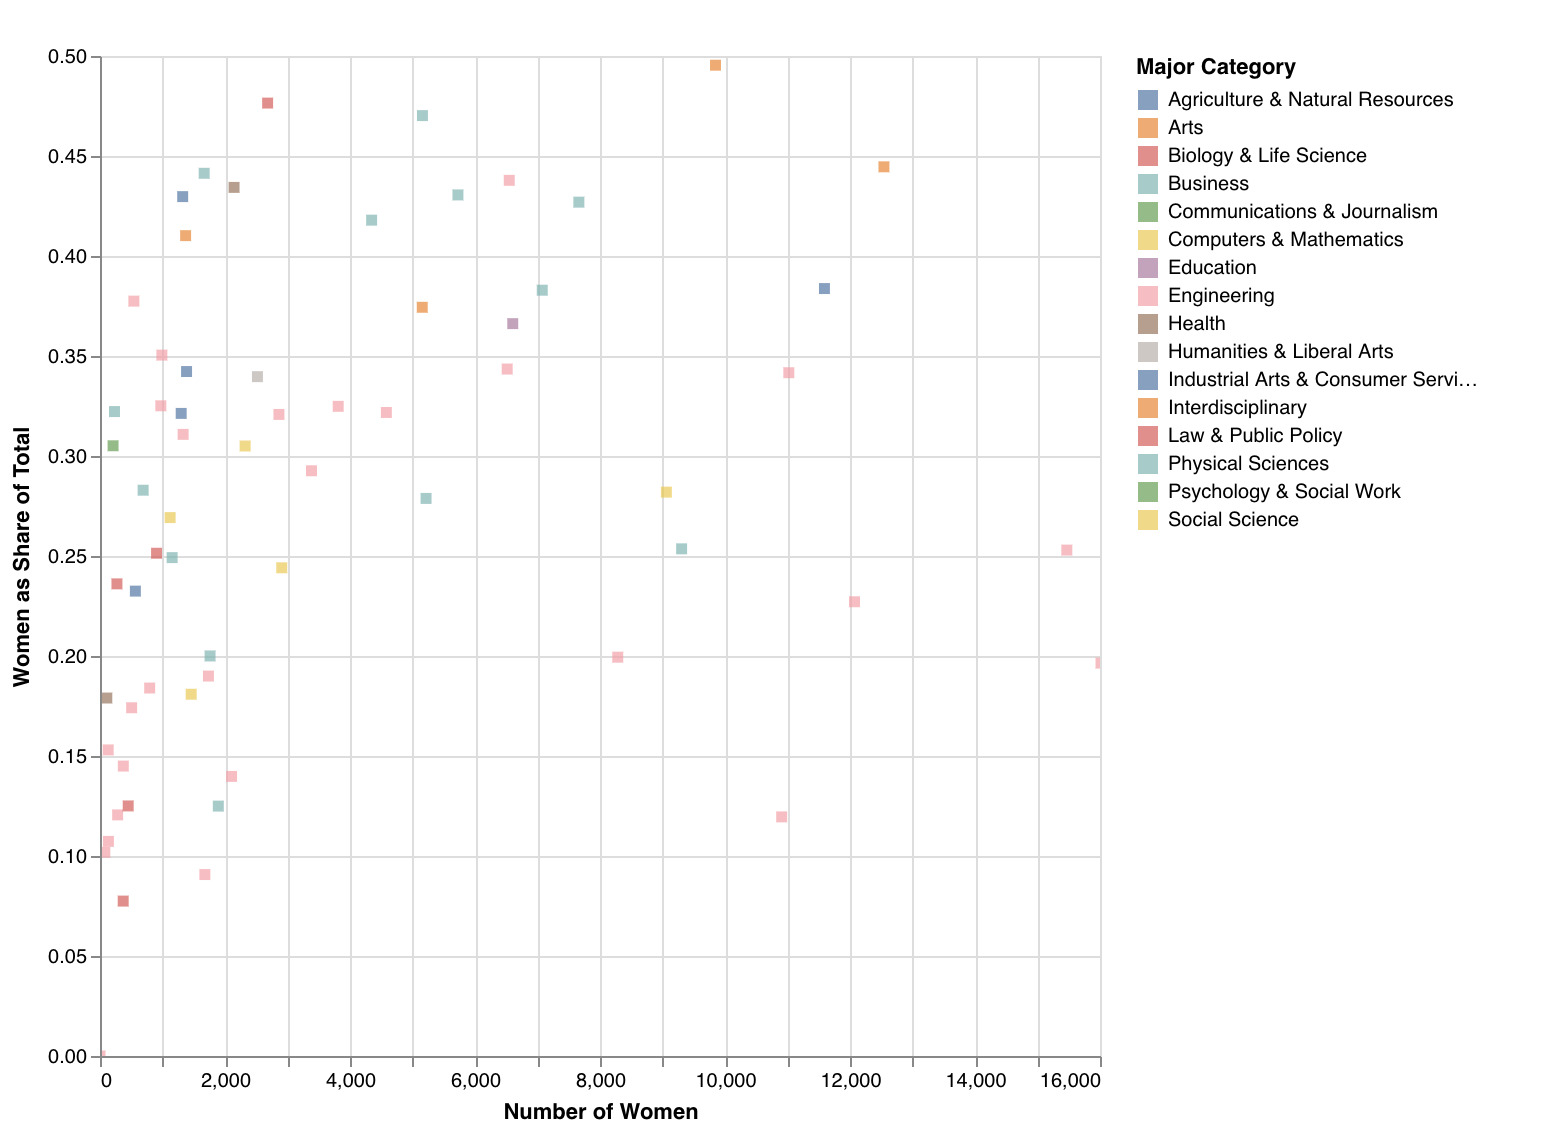 0.50
0.45
0.40
0.35
0.30
0.25
0.20
0.15
0.10
0.05
0.00
Women as Share of Total
0 2,000 4,000 6,000 8,000 10,000 12,000 14,000 16,000
Number of Women
Major Category
Agriculture & Natural Resources
Arts
Biology & Life Science
Business
Communications & Journalism
Computers & Mathematics
Education
Engineering
Health
Humanities & Liberal Arts
Industrial Arts & Consumer Servi…
Interdisciplinary
Law & Public Policy
Physical Sciences
Psychology & Social Work
Social Science